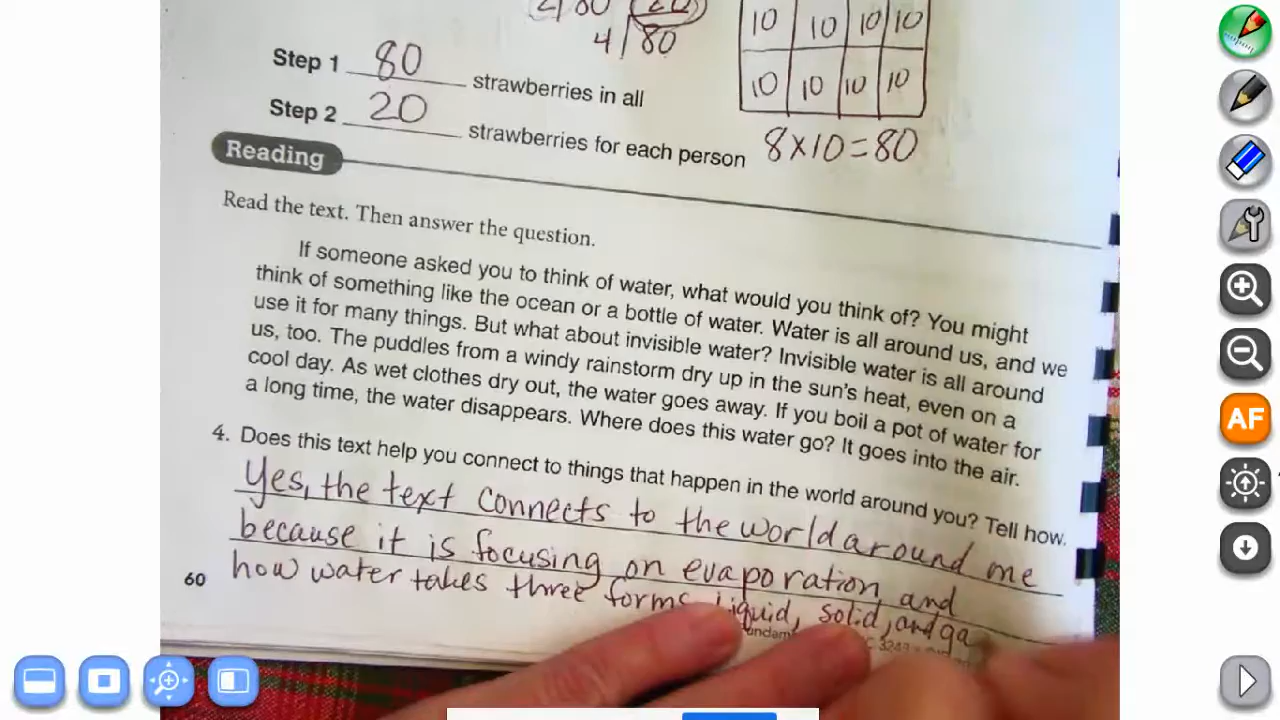 80
4 80
10 10 10 10
Step 1 80 strawberries in all
10 10 10 10
Step 2 20 strawberries for each person
8x10=80
Reading
Read the text. Then answer the question.
If someone asked you to think of water, what would you think of? You might
think of something like the ocean or a bottle of water. Water is all around us, and we
use it for many things. But what about invisible water? Invisible water is all around
us, too. The puddles from a windy rainstorm dry up in the sun's heat, even on a
cool day. As wet clothes dry out, the water goes away. If you boil a pot of water for
a long time, the water disappears. Where does this water go? It goes into the air.
4. Does this text help you connect to things that happen in the world around you? Tell how.
Yes, the text connects to the world around me
because it is focusing on evaporation and
how water takes three forms liquid, solid, and ga
60
AF